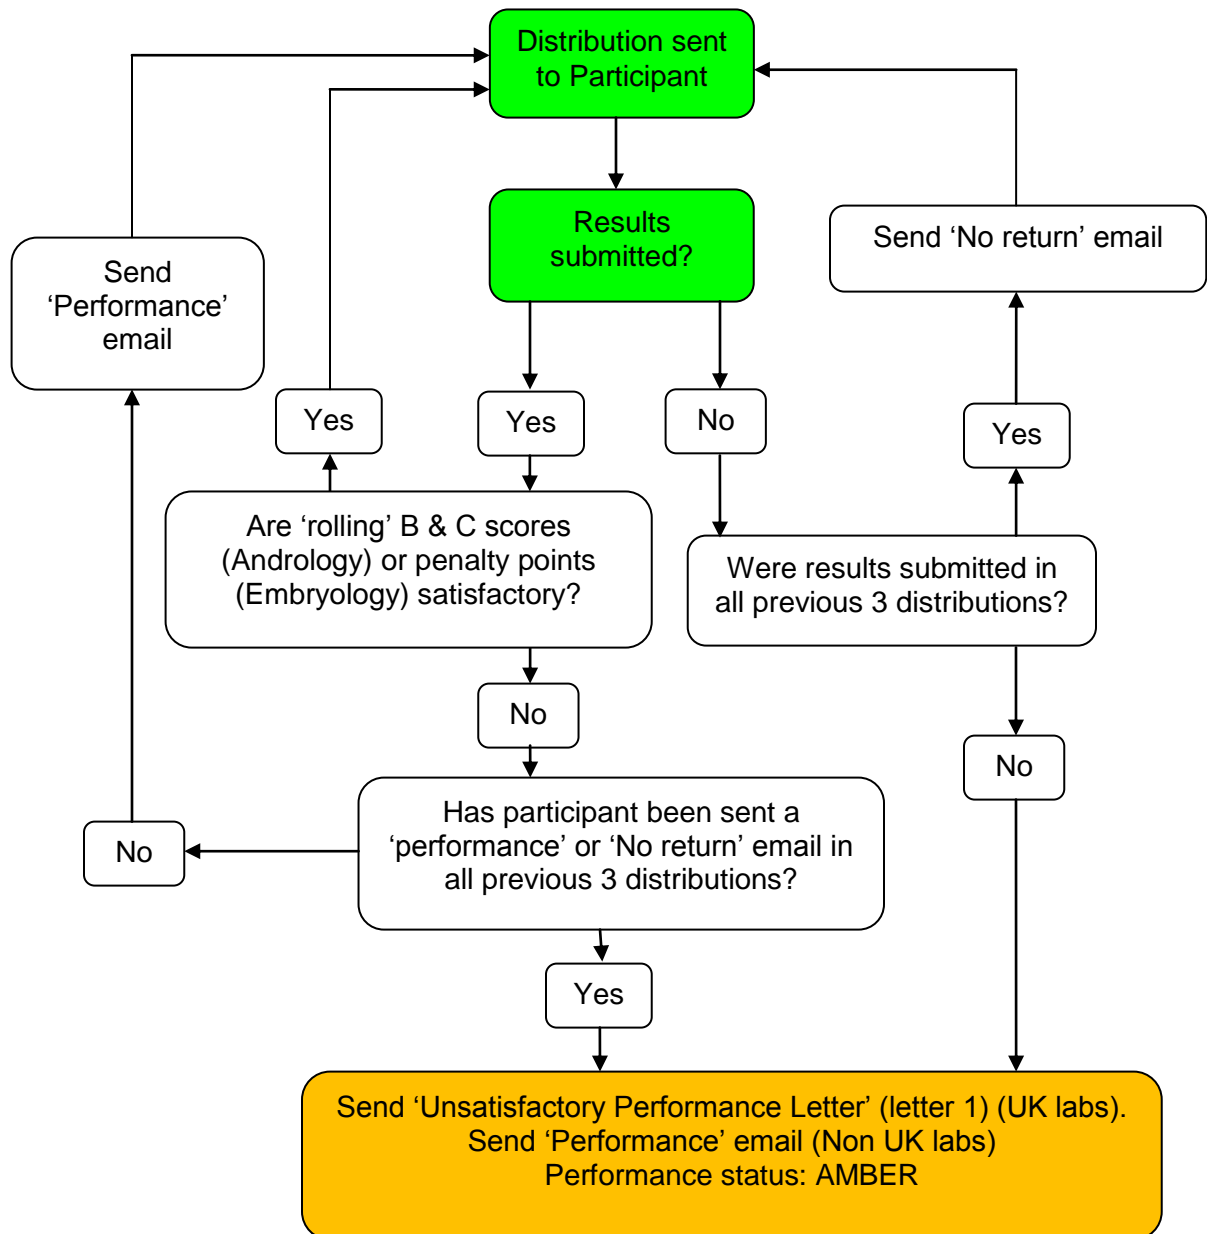 Distribution sent
to Participant
Results
submitted?
Send ‘No return’ email
Send
‘Performance’
email
Yes
Yes
No
Yes
Are ‘rolling’ B & C scores
(Andrology) or penalty points
(Embryology) satisfactory?
Were results submitted in
all previous 3 distributions?
No
No
Has participant been sent a
‘performance’ or ‘No return’ email in
all previous 3 distributions?
No
Yes
Send ‘Unsatisfactory Performance Letter’ (letter 1) (UK labs).
Send ‘Performance’ email (Non UK labs)
Performance status: AMBER